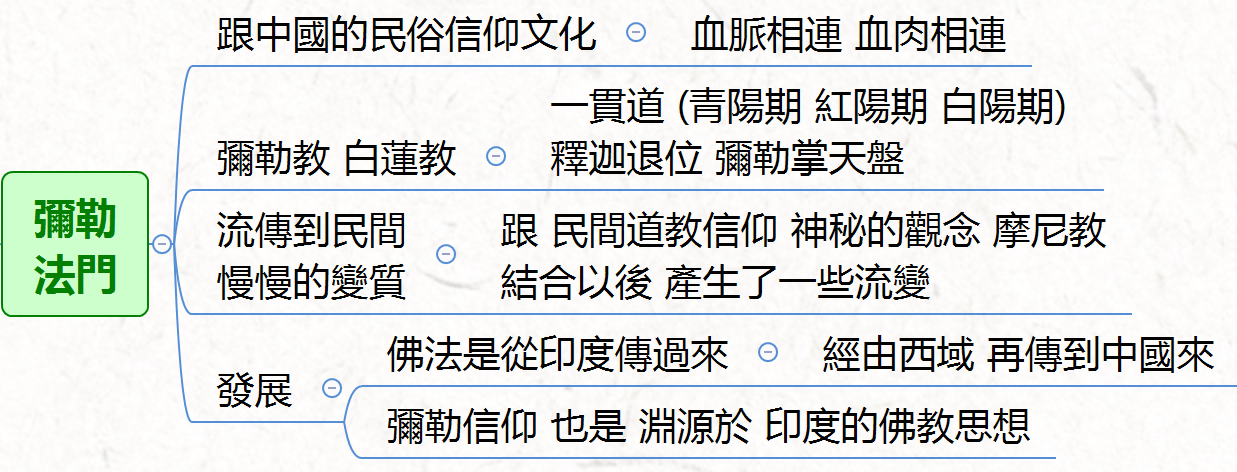 彌勒
法門
跟中國的民俗信仰文化
血脈相連 血肉相連
彌勒教 白蓮教
一貫道 (青陽期 紅陽期 白陽期)
釋迦退位 彌勒掌天盤
流傳到民間
慢慢的變質
跟 民間道教信仰 神秘的觀念 摩尼教
結合以後 產生了一些流變
發展
佛法是從印度傳過來
經由西域 再傳到中國來
彌勒信仰 也是 淵源於 印度的佛教思想